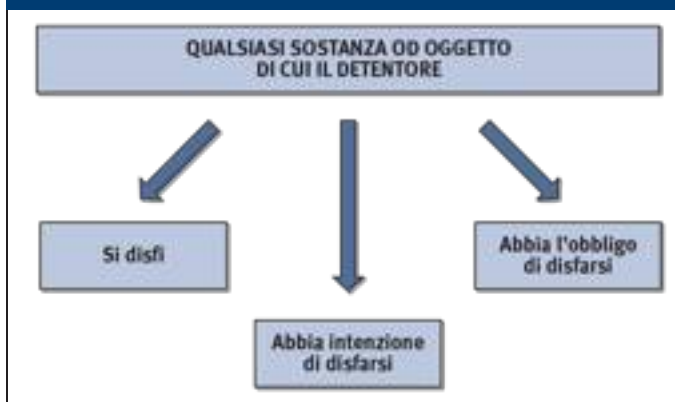 QUALSIASI SOSTANZA OD OGGETTO
DI CUI IL DETENTORE
Si disfi
Abbia l'obbligo
di disfarsi
Abbia intenzione
di disfarsi